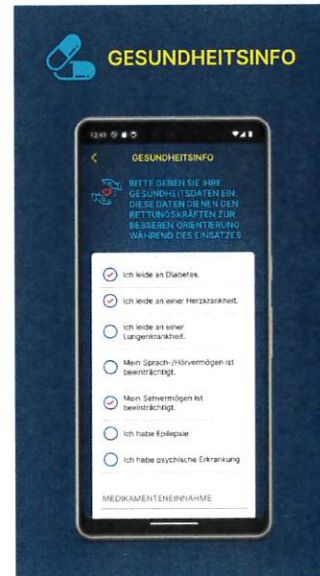 GESUNDHEITSINFO
12:49
GESUNDHEITSINFO
BITTE GEBEN SIE IHRE
GESUNDHEITSDATEN EIN.
DIESE DATEN DIENEN DEN
RETTUNGSKRÄFTEN ZUR
BESSEREN ORIENTIERUNG
WÄHREND DES EINSATZES
Ich leide an Diabetes.
Ich leide an einer Herzkrankheit.
Ich leide an einer
Lungenkrankheit.
Mein Sprach-/Hörvermögen ist
beeinträchtigt.
Mein Sehvermögen ist
beeinträchtigt.
Ich habe Epilepsie
Ich habe psychische Erkrankung
MEDIKAMENTENEINNAHME